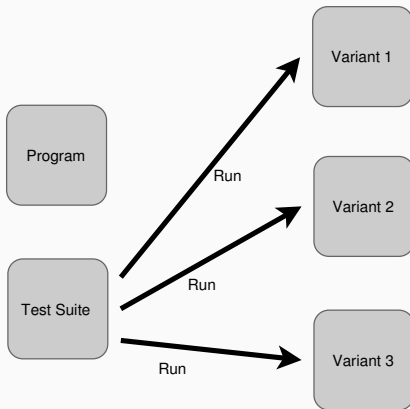 Variant 1
Program
Run
Variant 2
Run
Test Suite
Variant 3
Run